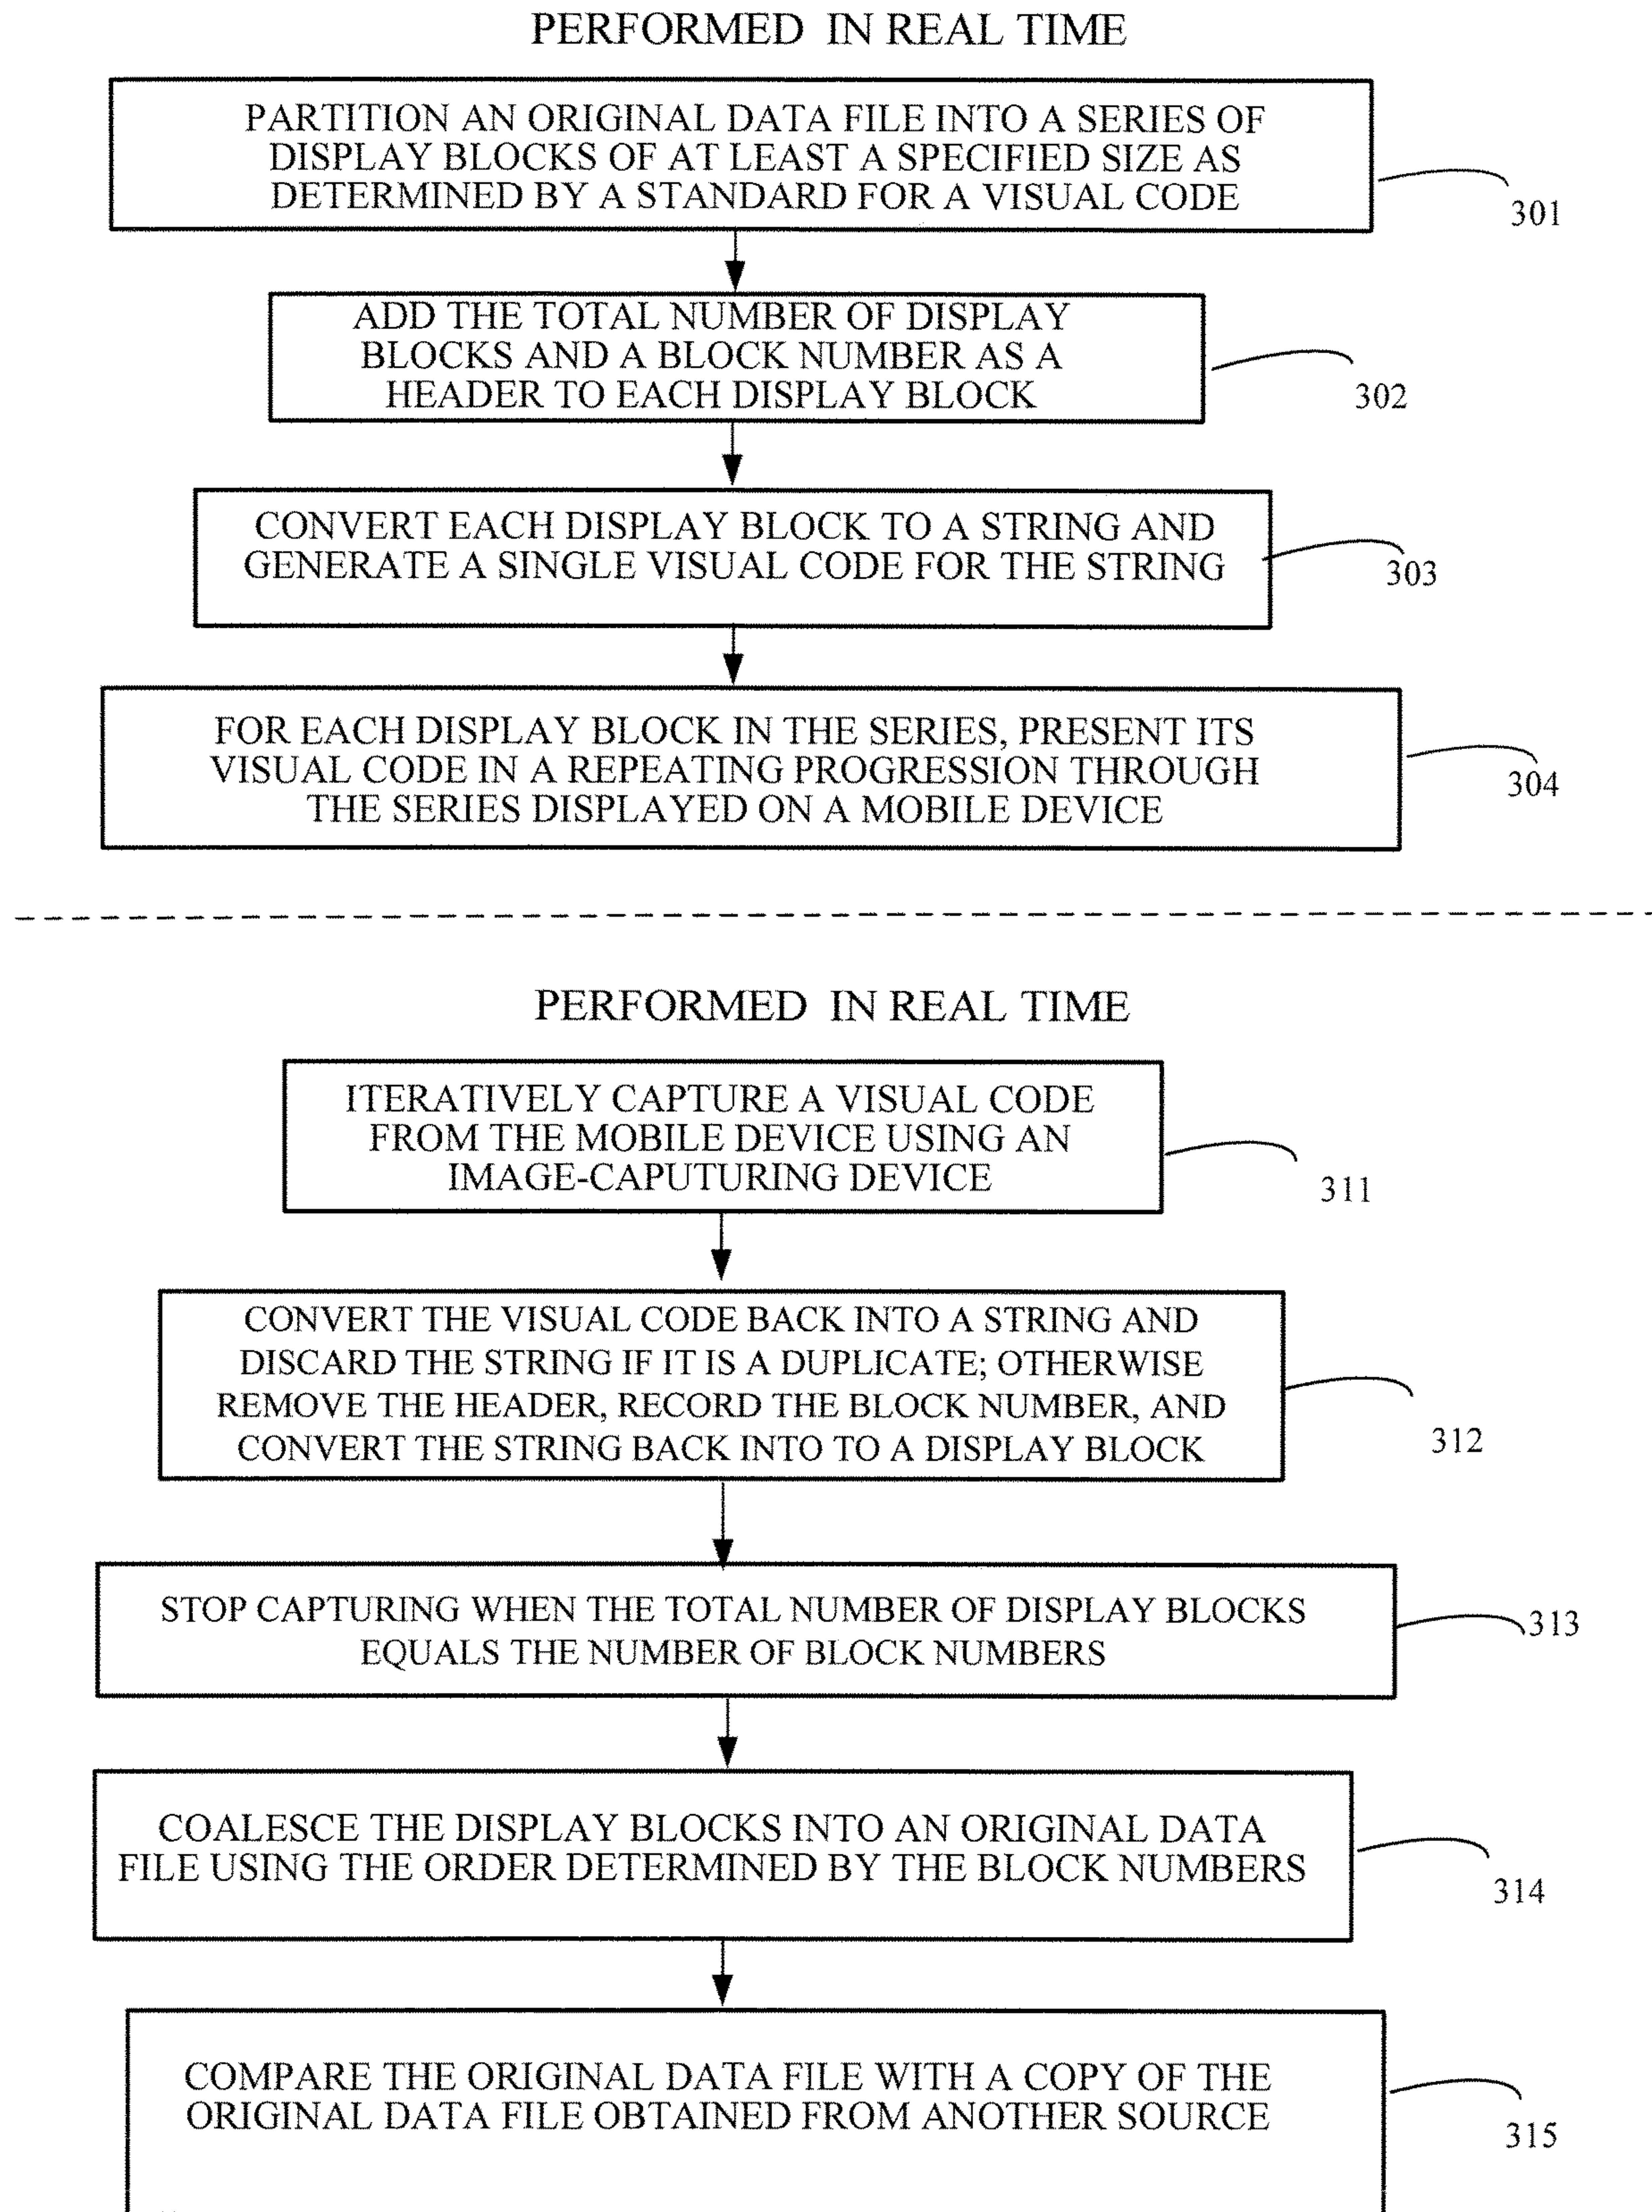 PERFORMED IN REAL TIME
PARTITION AN ORIGINAL DATA FILE INTO A SERIES OF
DISPLAY BLOCKS OF AT LEAST A SPECIFIED SIZE AS
DETERMINED BY A STANDARD FOR A VISUAL CODE
301
ADD THE TOTAL NUMBER OF DISPLAY
BLOCKS AND A BLOCK NUMBER AS A
HEADER TO EACH DISPLAY BLOCK
302
CONVERT EACH DISPLAY BLOCK TO A STRING AND
GENERATE A SINGLE VISUAL CODE FOR THE STRING
303
FOR EACH DISPLAY BLOCK IN THE SERIES, PRESENT ITS
VISUAL CODE IN A REPEATING PROGRESSION THROUGH
THE SERIES DISPLAYED ON A MOBILE DEVICE
304
PERFORMED IN REAL TIME
ITERATIVELY CAPTURE A VISUAL CODE
FROM THE MOBILE DEVICE USING AN
IMAGE-CAPUTURING DEVICE
311
CONVERT THE VISUAL CODE BACK INTO A STRING AND
DISCARD THE STRING IF IT IS A DUPLICATE; OTHERWISE
REMOVE THE HEADER, RECORD THE BLOCK NUMBER, AND
CONVERT THE STRING BACK INTO TO A DISPLAY BLOCK
312
STOP CAPTURING WHEN THE TOTAL NUMBER OF DISPLAY BLOCKS
EQUALS THE NUMBER OF BLOCK NUMBERS
313
COALESCE THE DISPLAY BLOCKS INTO AN ORIGINAL DATA
FILE USING THE ORDER DETERMINED BY THE BLOCK NUMBERS
314
COMPARE THE ORIGINAL DATA FILE WITH A COPY OF THE
ORIGINAL DATA FILE OBTAINED FROM ANOTHER SOURCE
315